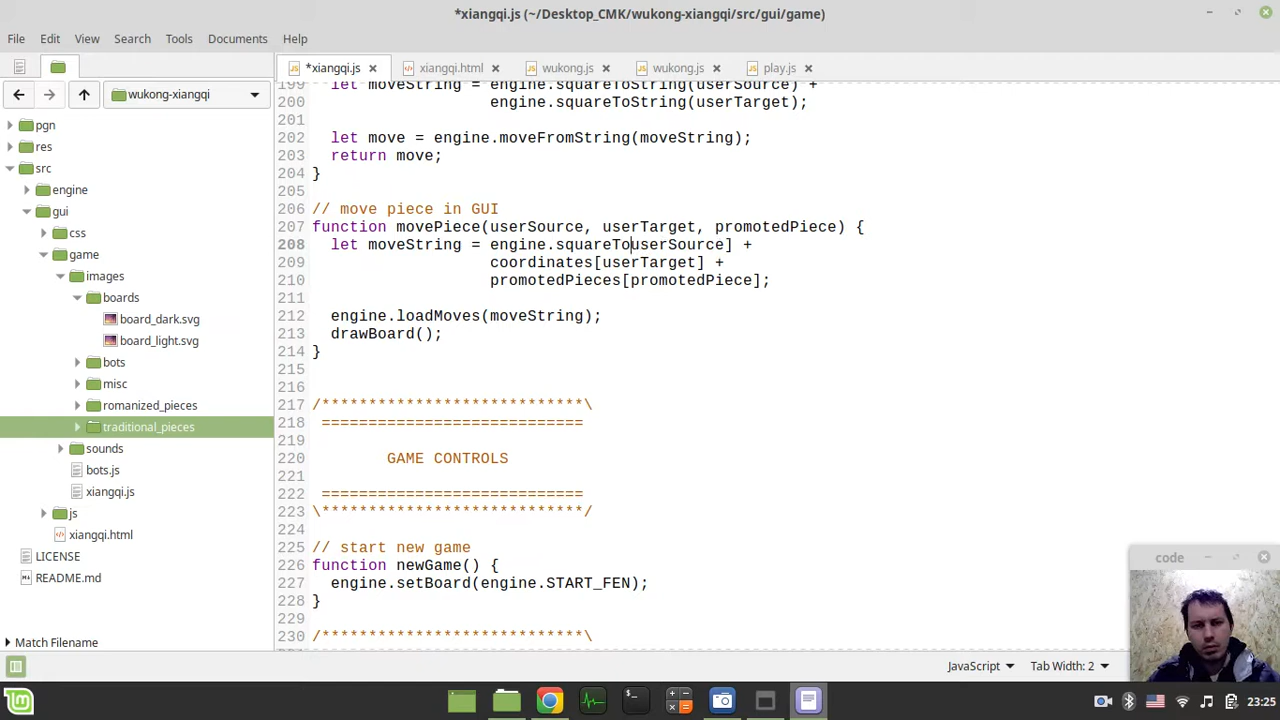 *xiangqi.js (~/Desktop_CMK/wukong-xiangqi/src/gui/game)
File Edit View Search Tools Documents Help
*xiangqi.js xiangqi.html wukong.js wukong.js play.js
wukong-xiangqi
pgn
res
src
engine
gui
css
game
images
boards
board_dark.svg
board_light.svg
bots
misc
romanized_pieces
traditional_pieces
sounds
bots.js
xiangqi.js
js
xiangqi.html
LICENSE
README.md
Match Filename
199 let moveString = engine.squareToString(userSource) +
200 engine.squareToString(userTarget);
201
202 let move = engine.moveFromString(moveString);
203 return move;
204 }
205
206 // move piece in GUI
207 function movePiece(userSource, userTarget, promotedPiece) {
208 let moveString = engine.squareTouserSource] +
209 coordinates[userTarget] +
210 promotedPieces[promotedPiece];
211
212 engine.loadMoves(moveString);
213 drawBoard();
214 }
215
216
217 /****************************\
218 ============================
219
220 GAME CONTROLS
221
222 ============================
223 \****************************/
224
225 // start new game
226 function newGame() {
227 engine.setBoard(engine.START_FEN);
228 }
229
230 /****************************\
code
JavaScript Tab Width: 2
23:25